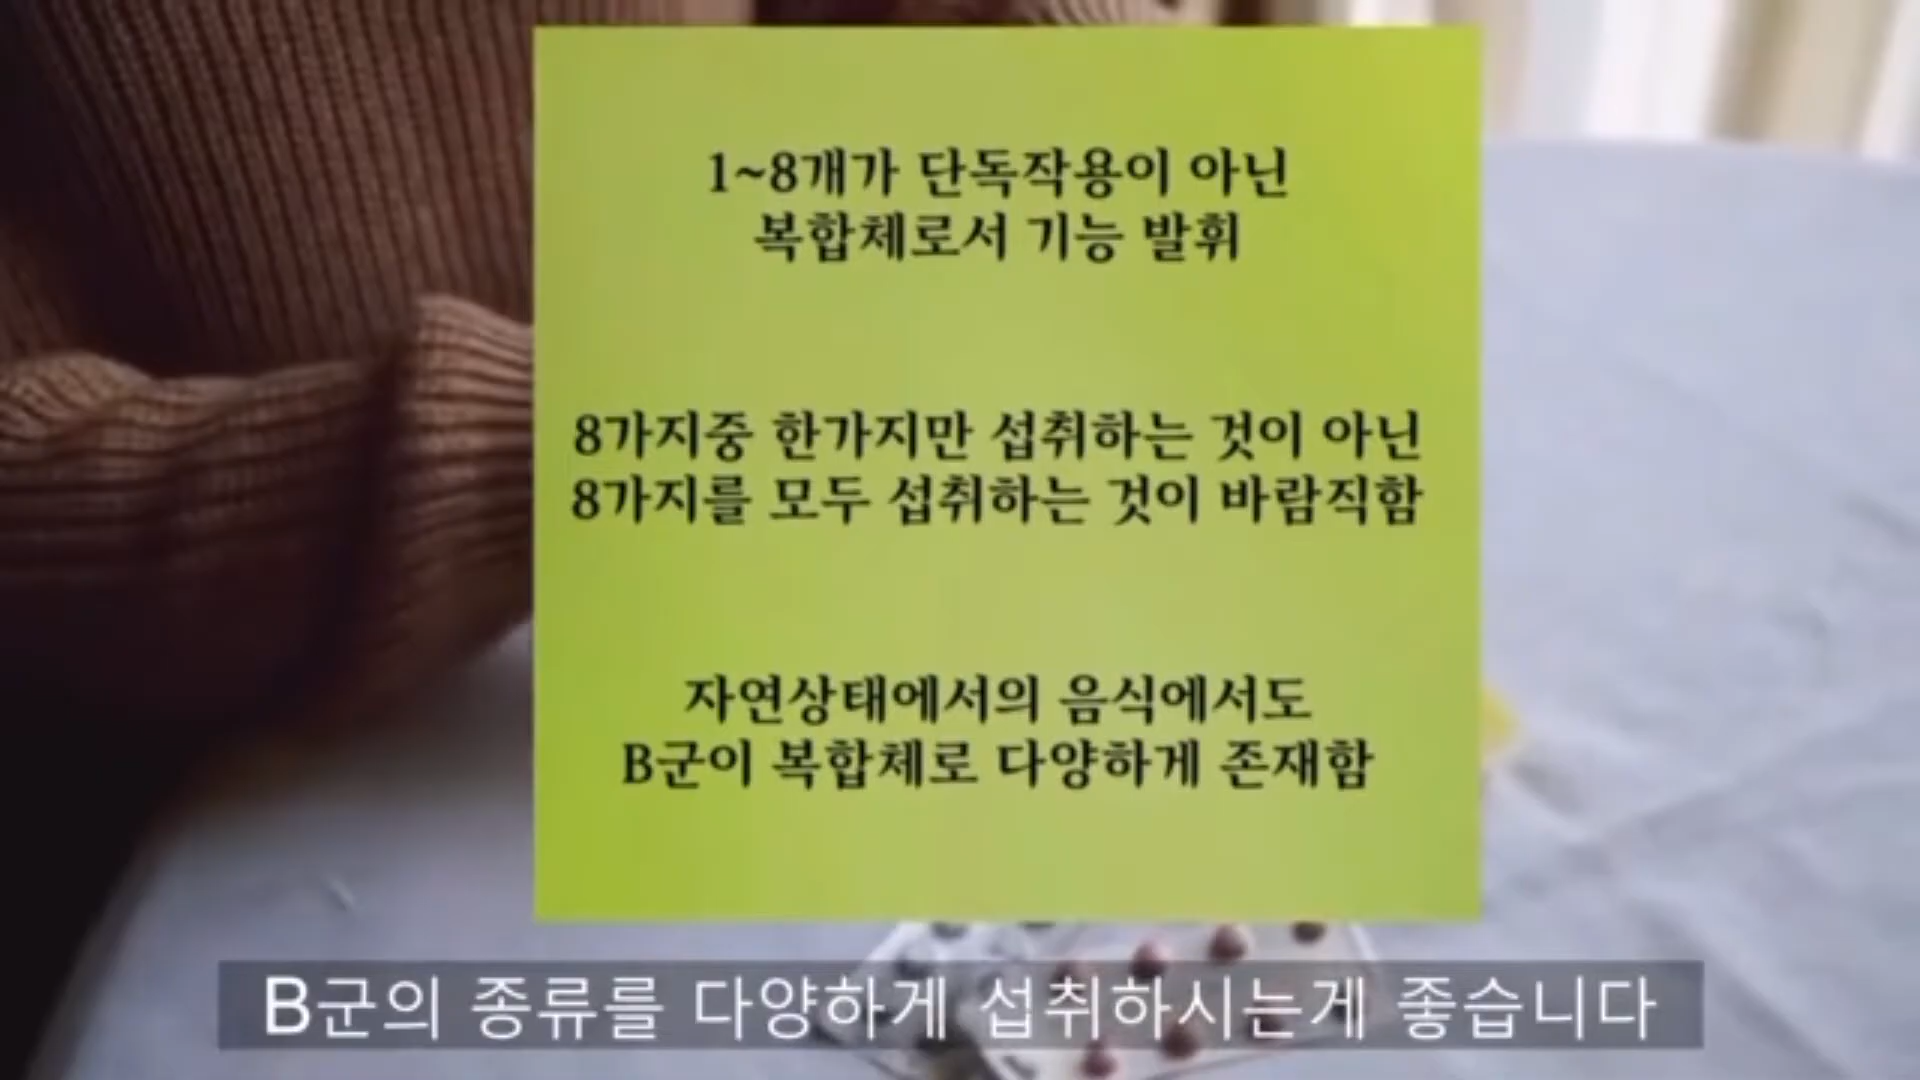 1~8개가 단독작용이 아닌
복합체로서 기능 발휘
8가지중 한가지만 섭취하는 것이 아닌
8가지를 모두 섭취하는 것이 바람직함
자연상태에서의 음식에서도
B군이 복합체로 다양하게 존재함
B군의 종류를 다양하게 섭취하시는게 좋습니다